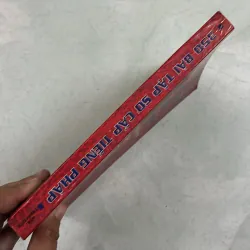 350 BÀI TẬP SƠ CẤP TIẾNG PHÁP